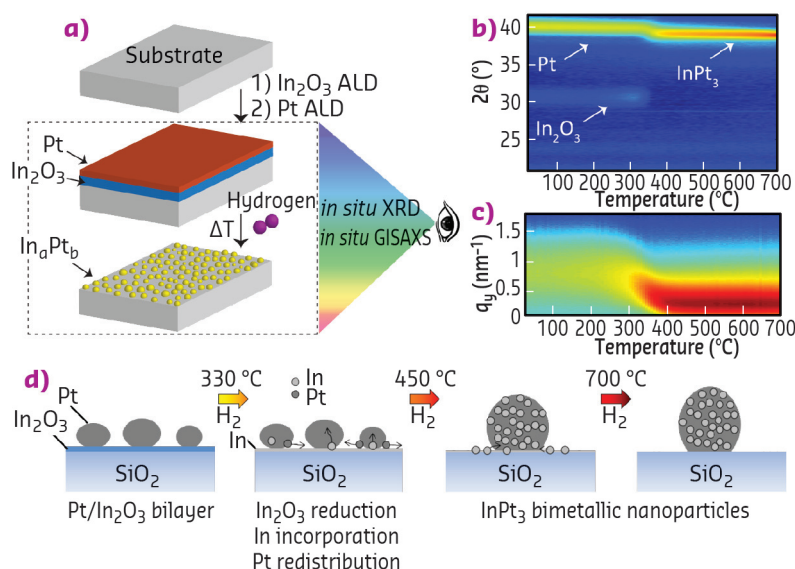 a)
Substrate
1) In₂O₃ ALD
2) Pt ALD
Pt
In₂O₃
Hydrogen
ΔT
InₐPt_b
in situ XRD
in situ GISAXS
b)
40
35
30
25
2θ (°)
Pt
InPt₃
In₂O₃
100 200 300 400 500 600 700
Temperature (°C)
c)
1.5
1
0.5
0
q_y (nm⁻¹)
100 200 300 400 500 600 700
Temperature (°C)
d)
Pt
In₂O₃
SiO₂
Pt/In₂O₃ bilayer
330 °C
H₂
In
Pt
In
SiO₂
In₂O₃ reduction
In incorporation
Pt redistribution
450 °C
H₂
SiO₂
700 °C
H₂
SiO₂
InPt₃ bimetallic nanoparticles